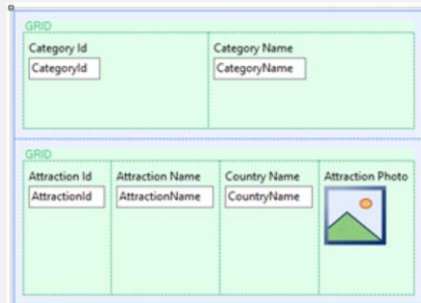 GRID
Category Id Category Name
CategoryId CategoryName
GRID
Attraction Id Attraction Name Country Name Attraction Photo
AttractionId AttractionName CountryName